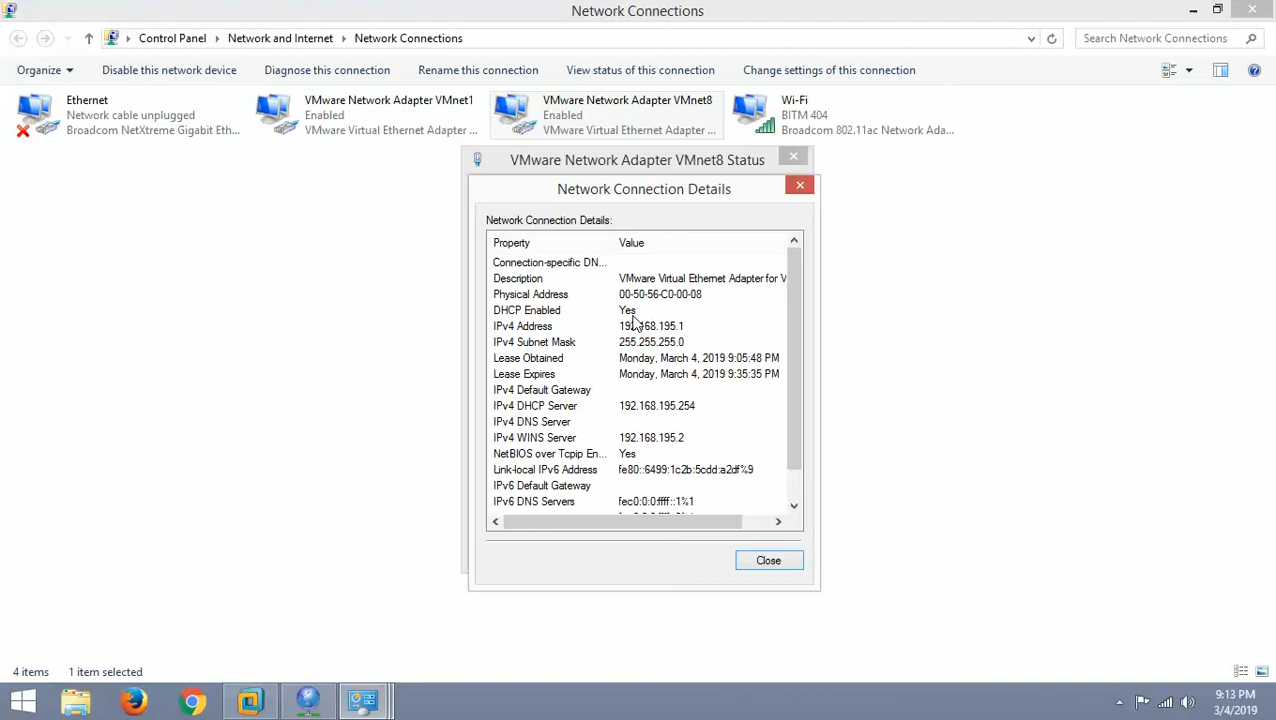 Network Connections
Control Panel Network and Internet Network Connections
Search Network Connections
Organize Disable this network device Diagnose this connection Rename this connection View status of this connection Change settings of this connection
Ethernet
Network cable unplugged
Broadcom NetXtreme Gigabit Eth...
VMware Network Adapter VMnet1
Enabled
VMware Virtual Ethernet Adapter ...
VMware Network Adapter VMnet8
Enabled
VMware Virtual Ethernet Adapter ...
Wi-Fi
BITM 404
Broadcom 802.11ac Network Ada...
VMware Network Adapter VMnet8 Status
Network Connection Details
Network Connection Details:
Property Value
Connection-specific DN...
Description VMware Virtual Ethernet Adapter for V
Physical Address 00-50-56-C0-00-08
DHCP Enabled Yes
IPv4 Address 192.168.195.1
IPv4 Subnet Mask 255.255.255.0
Lease Obtained Monday, March 4, 2019 9:05:48 PM
Lease Expires Monday, March 4, 2019 9:35:35 PM
IPv4 Default Gateway
IPv4 DHCP Server 192.168.195.254
IPv4 DNS Server
IPv4 WINS Server 192.168.195.2
NetBIOS over Tcpip En... Yes
Link-local IPv6 Address fe80::6499:1c2b:5cdd:a2df%9
IPv6 Default Gateway
IPv6 DNS Servers fec0:0:0:ffff::1%1
Close
4 items 1 item selected
9:13 PM
3/4/2019